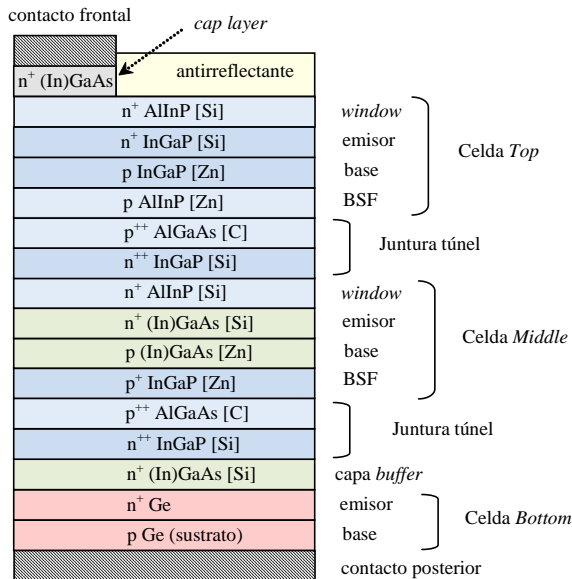 contacto frontal
cap layer
antirreflectante
n⁺ (In)GaAs
n⁺ AlInP [Si] window
n⁺ InGaP [Si] emisor
Celda Top
p InGaP [Zn] base
p AlInP [Zn] BSF
p⁺⁺ AlGaAs [C]
Juntura túnel
n⁺⁺ InGaP [Si]
n⁺ AlInP [Si] window
n⁺ (In)GaAs [Si] emisor
Celda Middle
p (In)GaAs [Zn] base
p⁺ InGaP [Zn] BSF
p⁺⁺ AlGaAs [C]
Juntura túnel
n⁺⁺ InGaP [Si]
n⁺ (In)GaAs [Si] capa buffer
n⁺ Ge emisor
Celda Bottom
p Ge (sustrato) base
contacto posterior